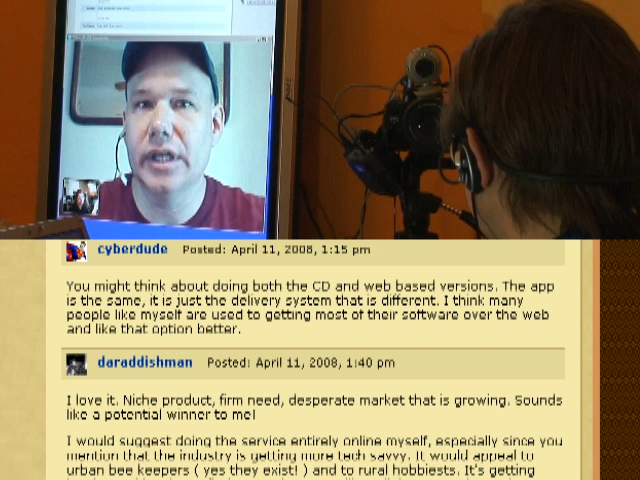 cyberdude Posted: April 11, 2008, 1:15 pm
You might think about doing both the CD and web based versions. The app
is the same, it is just the delivery system that is different. I think many
people like myself are used to getting most of their software over the web
and like that option better.
daraddishman Posted: April 11, 2008, 1:40 pm
I love it. Niche product, firm need, desperate market that is growing. Sounds
like a potential winner to me!
I would suggest doing the service entirely online myself, especially since you
mention that the industry is getting more tech savvy. It would appeal to
urban bee keepers ( yes they exist! ) and to rural hobbiests. It's getting